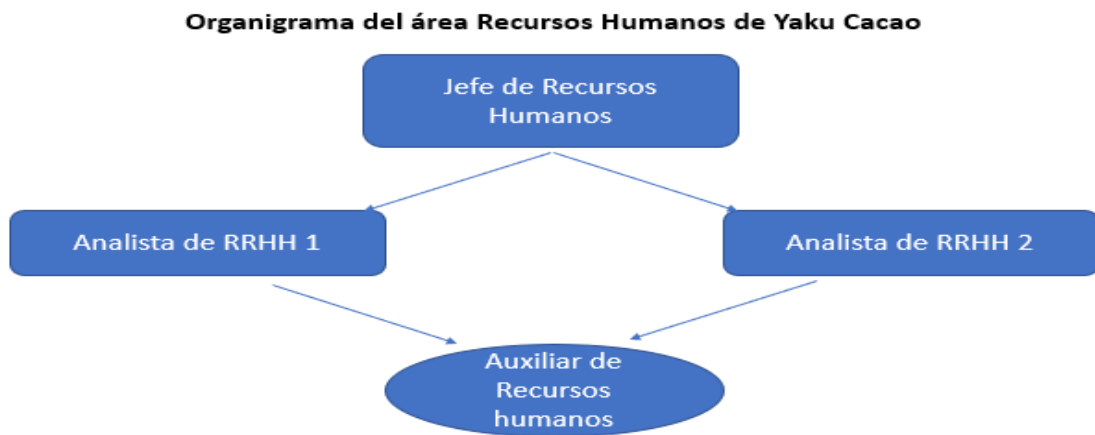 Organigrama del área Recursos Humanos de Yaku Cacao
Jefe de Recursos
Humanos
Analista de RRHH 1
Analista de RRHH 2
Auxiliar de
Recursos
humanos